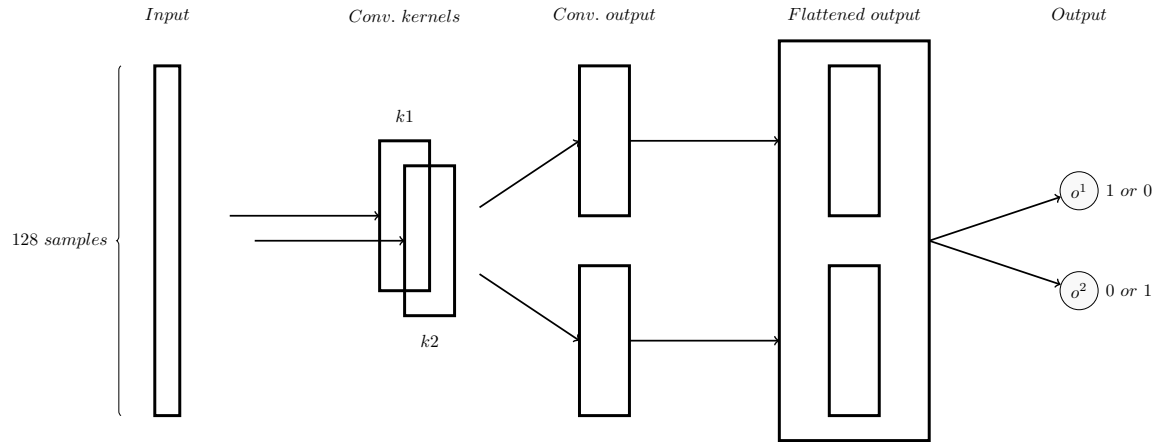 Input Conv. kernels Conv. output Flattened output Output
k1
o¹ 1 or 0
128 samples
o² 0 or 1
k2